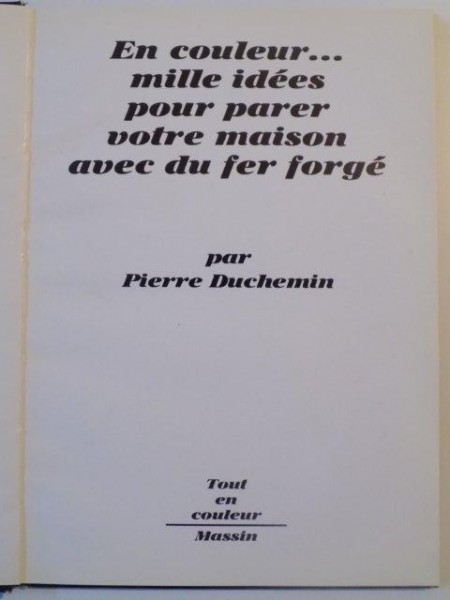 En couleur...
mille idées
pour parer
votre maison
avec du fer forgé
par
Pierre Duchemin
Tout
en
couleur
Massin